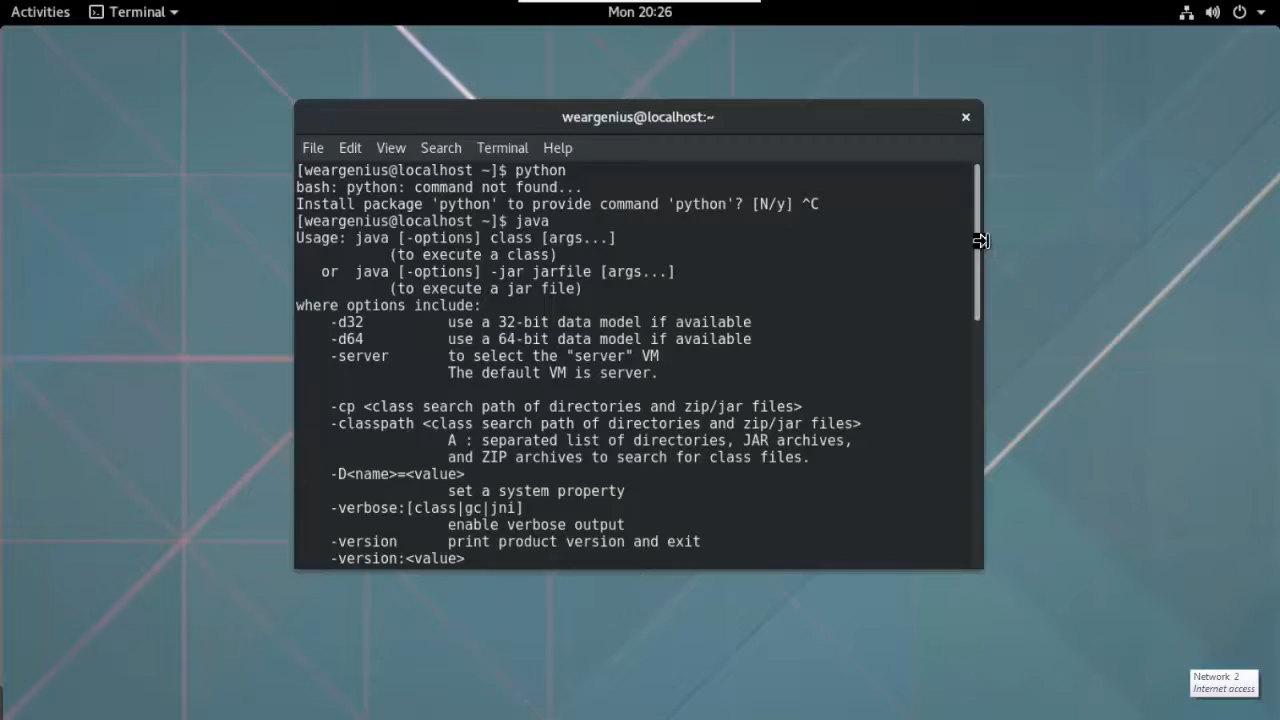 Activities Terminal Mon 20:26
weargenius@localhost:~
File Edit View Search Terminal Help
[weargenius@localhost ~]$ python
bash: python: command not found...
Install package 'python' to provide command 'python'? [N/y] ^C
[weargenius@localhost ~]$ java
Usage: java [-options] class [args...]
           (to execute a class)
   or  java [-options] -jar jarfile [args...]
           (to execute a jar file)
where options include:
    -d32          use a 32-bit data model if available
    -d64          use a 64-bit data model if available
    -server       to select the "server" VM
                  The default VM is server.

    -cp <class search path of directories and zip/jar files>
    -classpath <class search path of directories and zip/jar files>
                  A : separated list of directories, JAR archives,
                  and ZIP archives to search for class files.
    -D<name>=<value>
                  set a system property
    -verbose:[class|gc|jni]
                  enable verbose output
    -version      print product version and exit
    -version:<value>
Network 2
Internet access